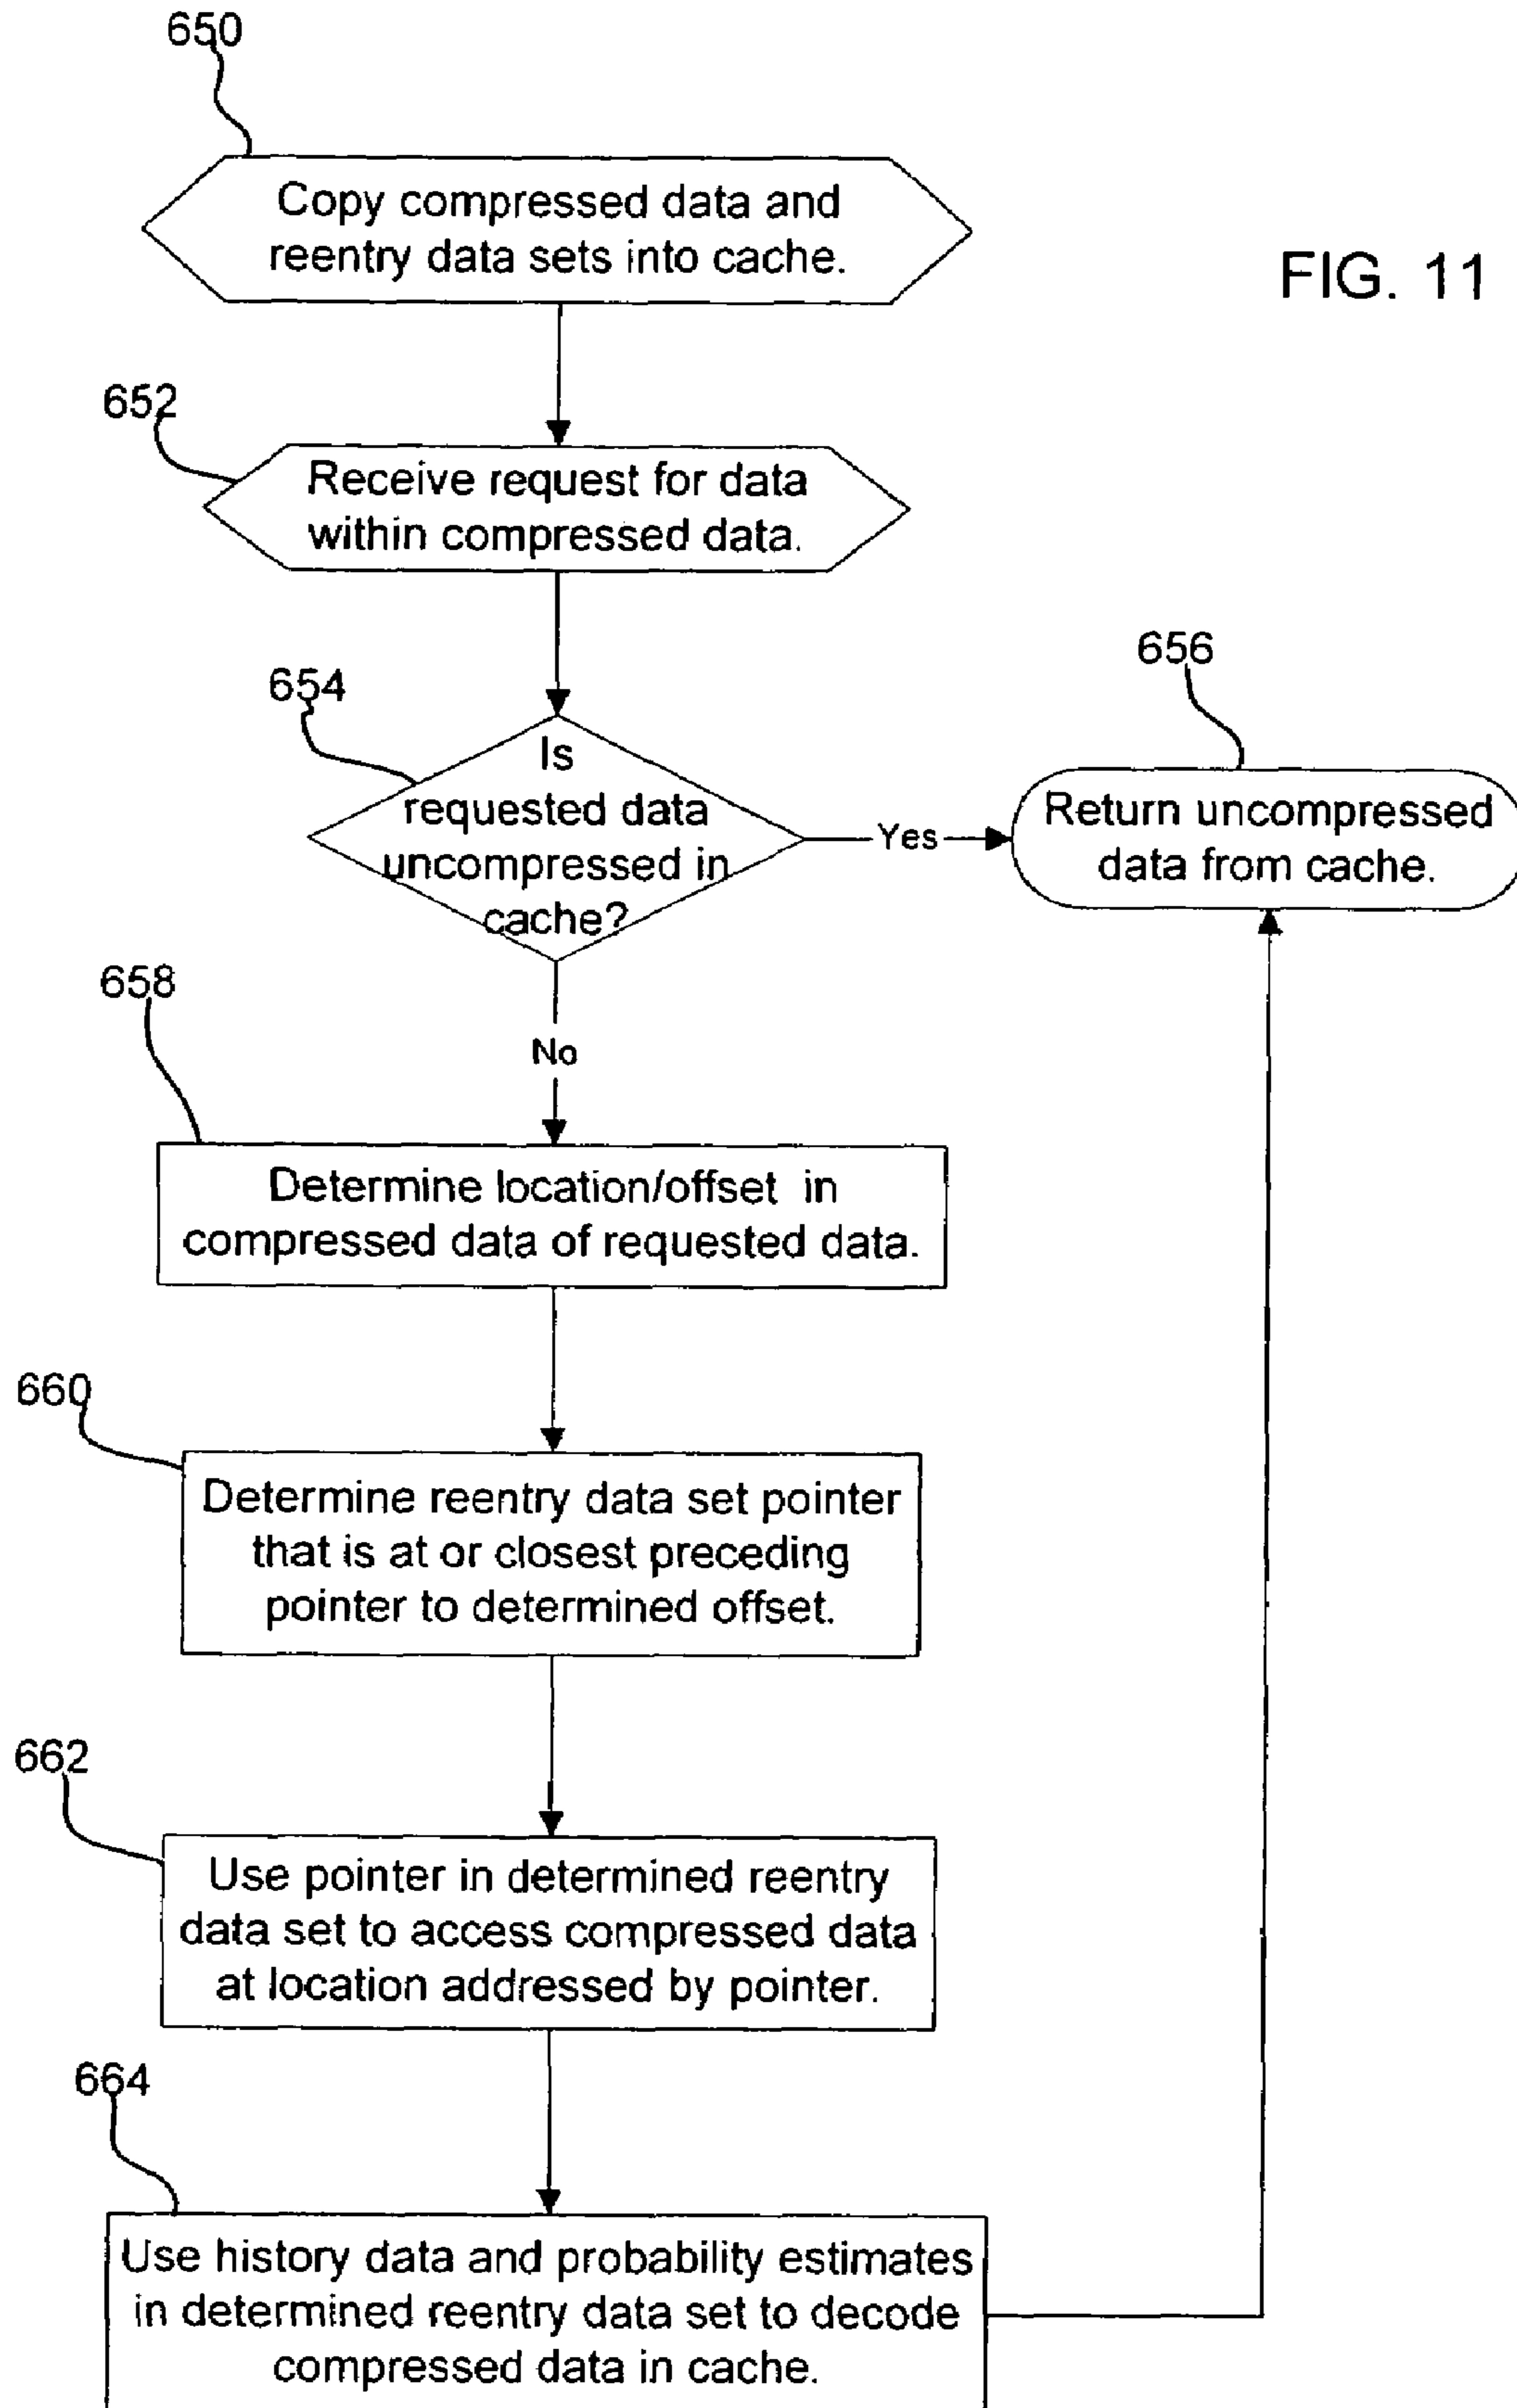 650
Copy compressed data and
reentry data sets into cache.
FIG. 11
652
Receive request for data
within compressed data.
654
Is
requested data
uncompressed in
cache?
Yes
656
Return uncompressed
data from cache.
No
658
Determine location/offset in
compressed data of requested data.
660
Determine reentry data set pointer
that is at or closest preceding
pointer to determined offset.
662
Use pointer in determined reentry
data set to access compressed data
at location addressed by pointer.
664
Use history data and probability estimates
in determined reentry data set to decode
compressed data in cache.